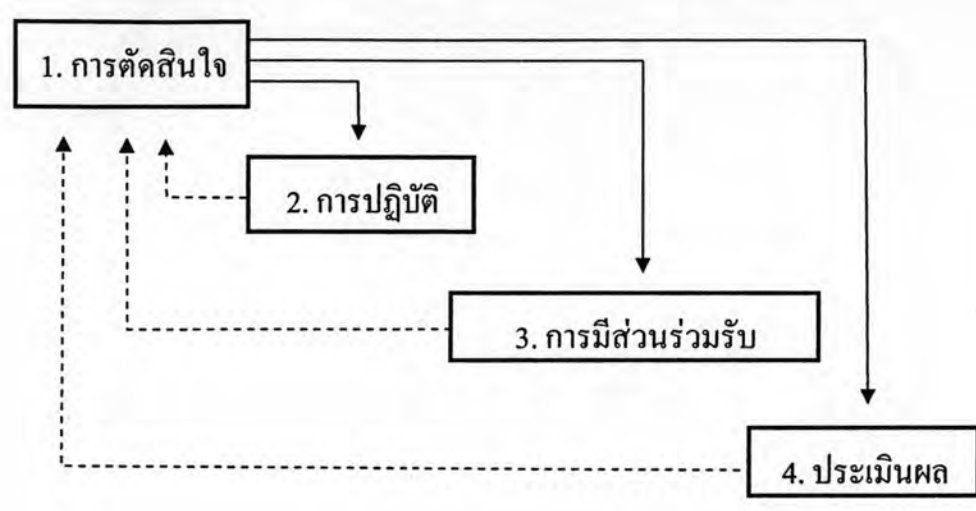 1. การตัดสินใจ
2. การปฏิบัติ
3. การมีส่วนร่วมรับ
4. ประเมินผล